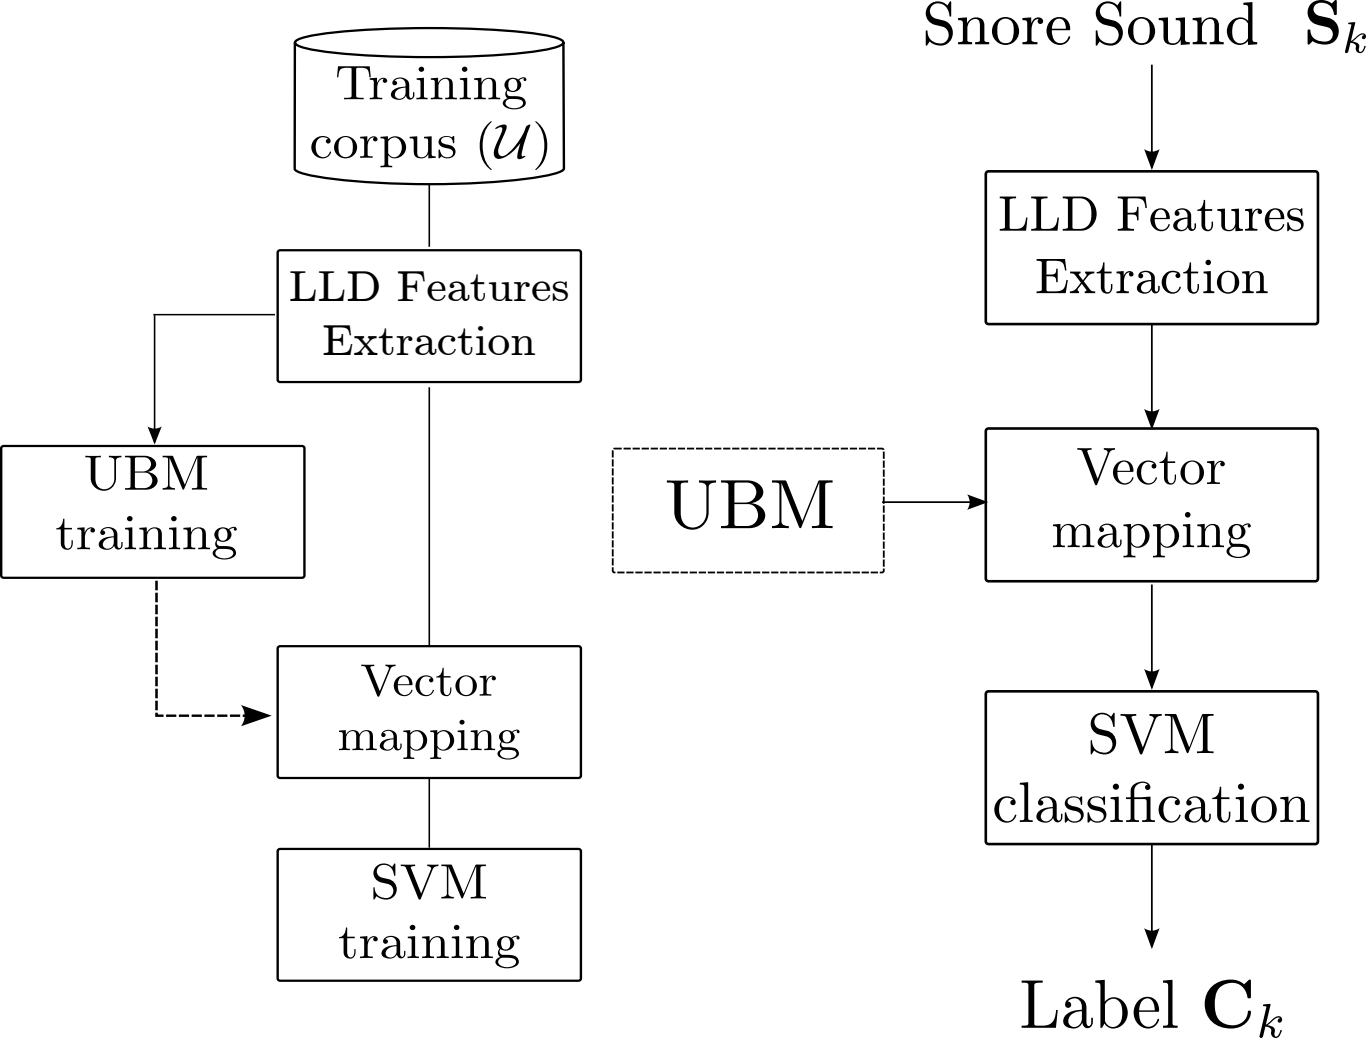 Training
corpus (𝒰)
LLD Features
Extraction
UBM
training
Vector
mapping
SVM
training
Snore Sound S_k
LLD Features
Extraction
UBM
Vector
mapping
SVM
classification
Label C_k